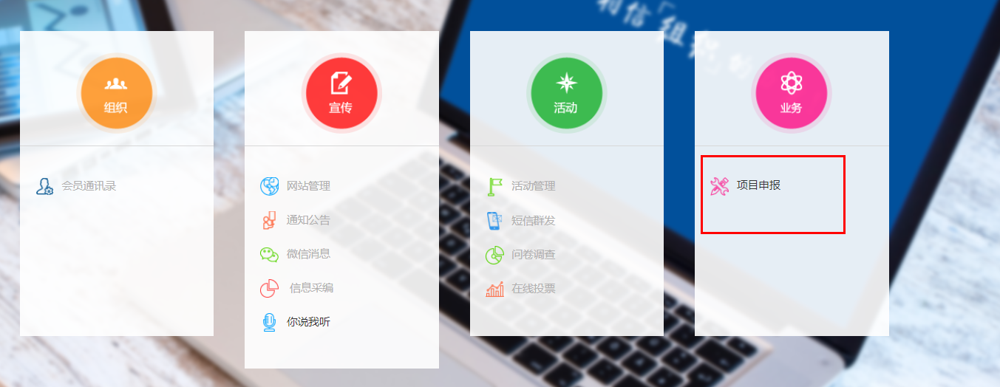 组织
会员通讯录
宣传
网站管理
通知公告
微信消息
信息采编
你说我听
活动
活动管理
短信群发
问卷调查
在线投票
业务
项目申报